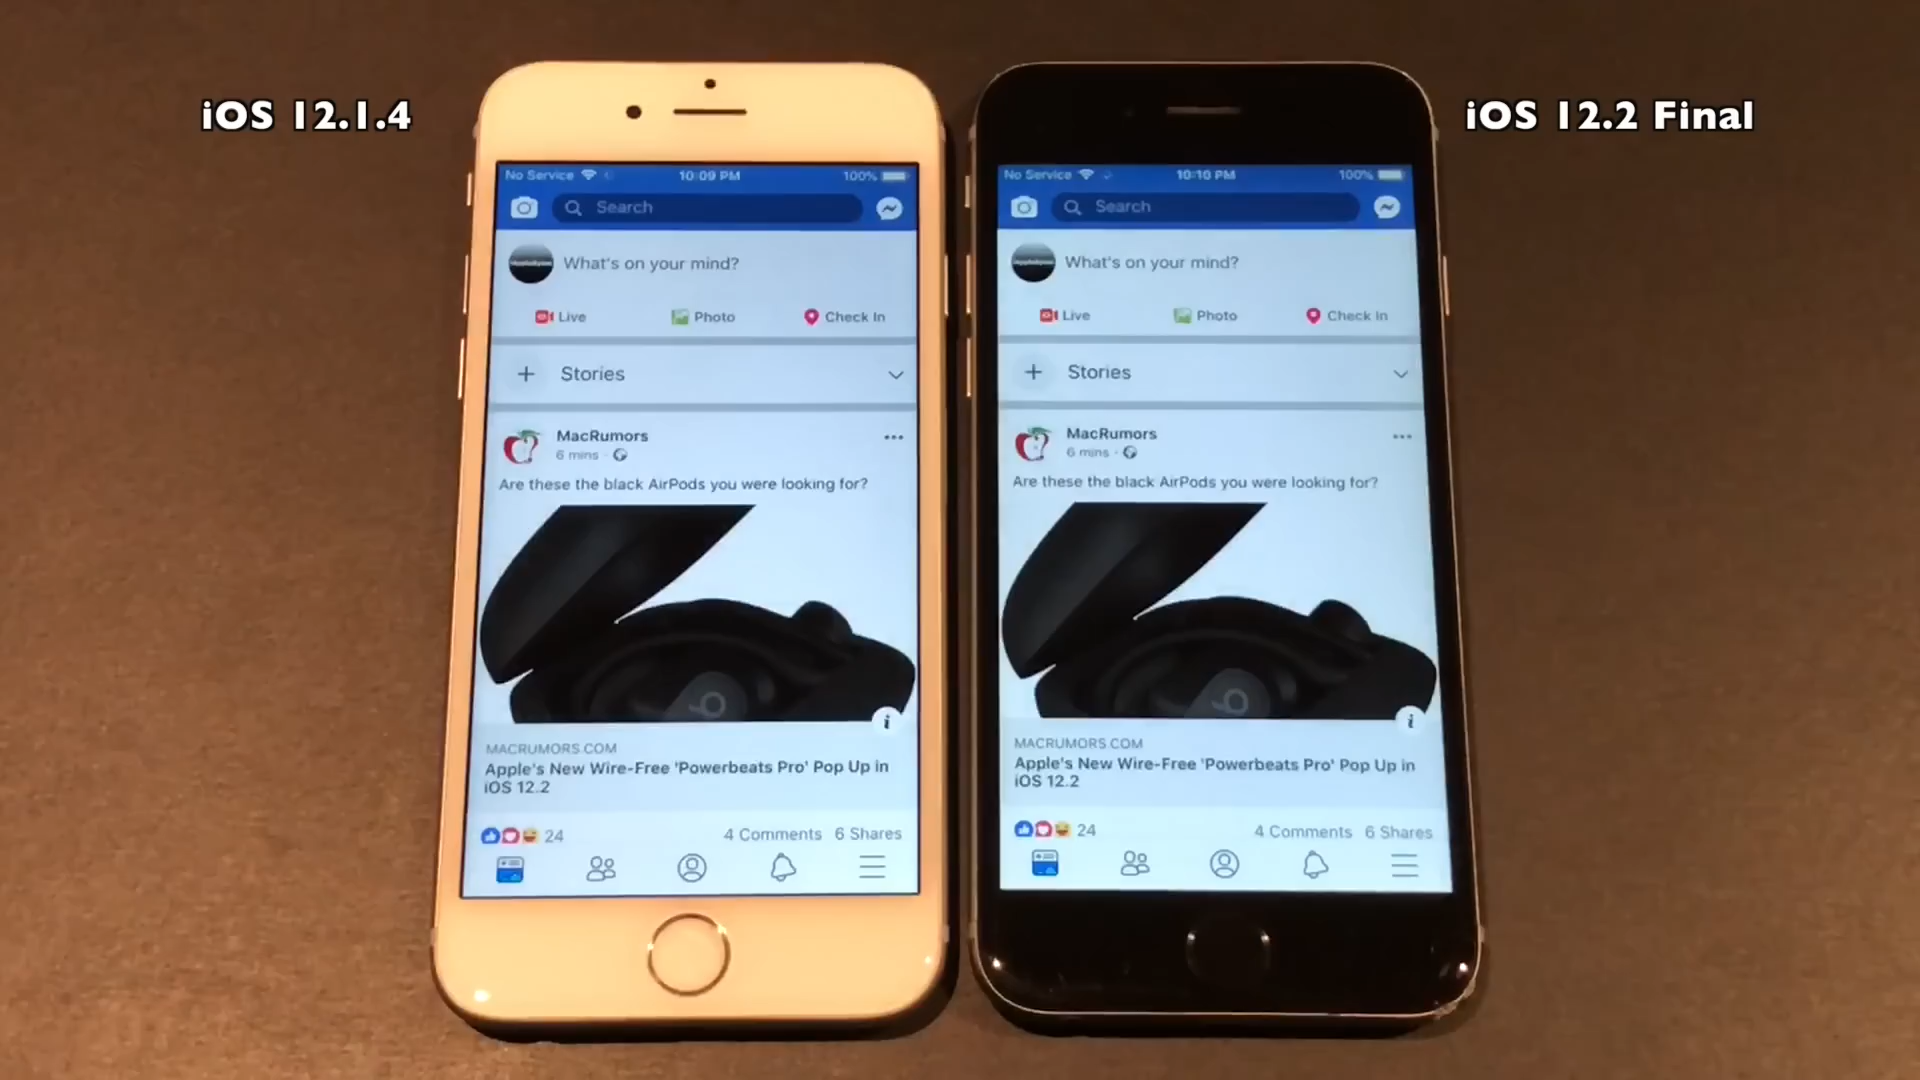 iOS 12.1.4
iOS 12.2 Final
No Service 10:09 PM 100%
Search
What's on your mind?
Live Photo Check In
Stories
MacRumors
6 mins ·
Are these the black AirPods you were looking for?
MACRUMORS.COM
Apple's New Wire-Free 'Powerbeats Pro' Pop Up in
iOS 12.2
24 4 Comments 6 Shares
No Service 10:10 PM 100%
Search
What's on your mind?
Live Photo Check In
Stories
MacRumors
6 mins ·
Are these the black AirPods you were looking for?
MACRUMORS.COM
Apple's New Wire-Free 'Powerbeats Pro' Pop Up in
iOS 12.2
24 4 Comments 6 Shares